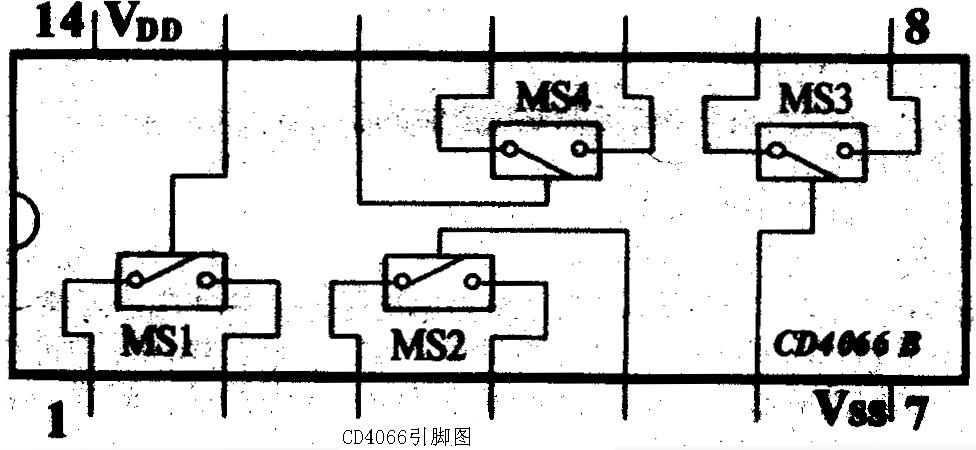 14 VDD 8
MS4 MS3
MS1 MS2 CD4066 B
1 Vss 7
CD4066引脚图